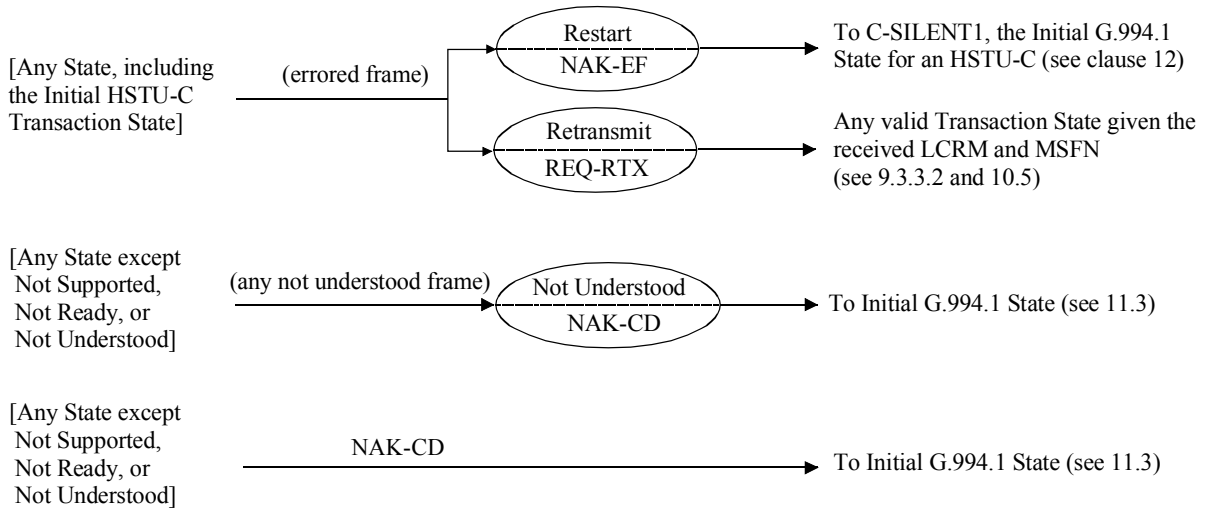 [Any State, including
the Initial HSTU-C
Transaction State]
(errored frame)
Restart
NAK-EF
To C-SILENT1, the Initial G.994.1
State for an HSTU-C (see clause 12)
Retransmit
REQ-RTX
Any valid Transaction State given the
received LCRM and MSFN
(see 9.3.3.2 and 10.5)
[Any State except
Not Supported,
Not Ready, or
Not Understood]
(any not understood frame)
Not Understood
NAK-CD
To Initial G.994.1 State (see 11.3)
[Any State except
Not Supported,
Not Ready, or
Not Understood]
NAK-CD
To Initial G.994.1 State (see 11.3)